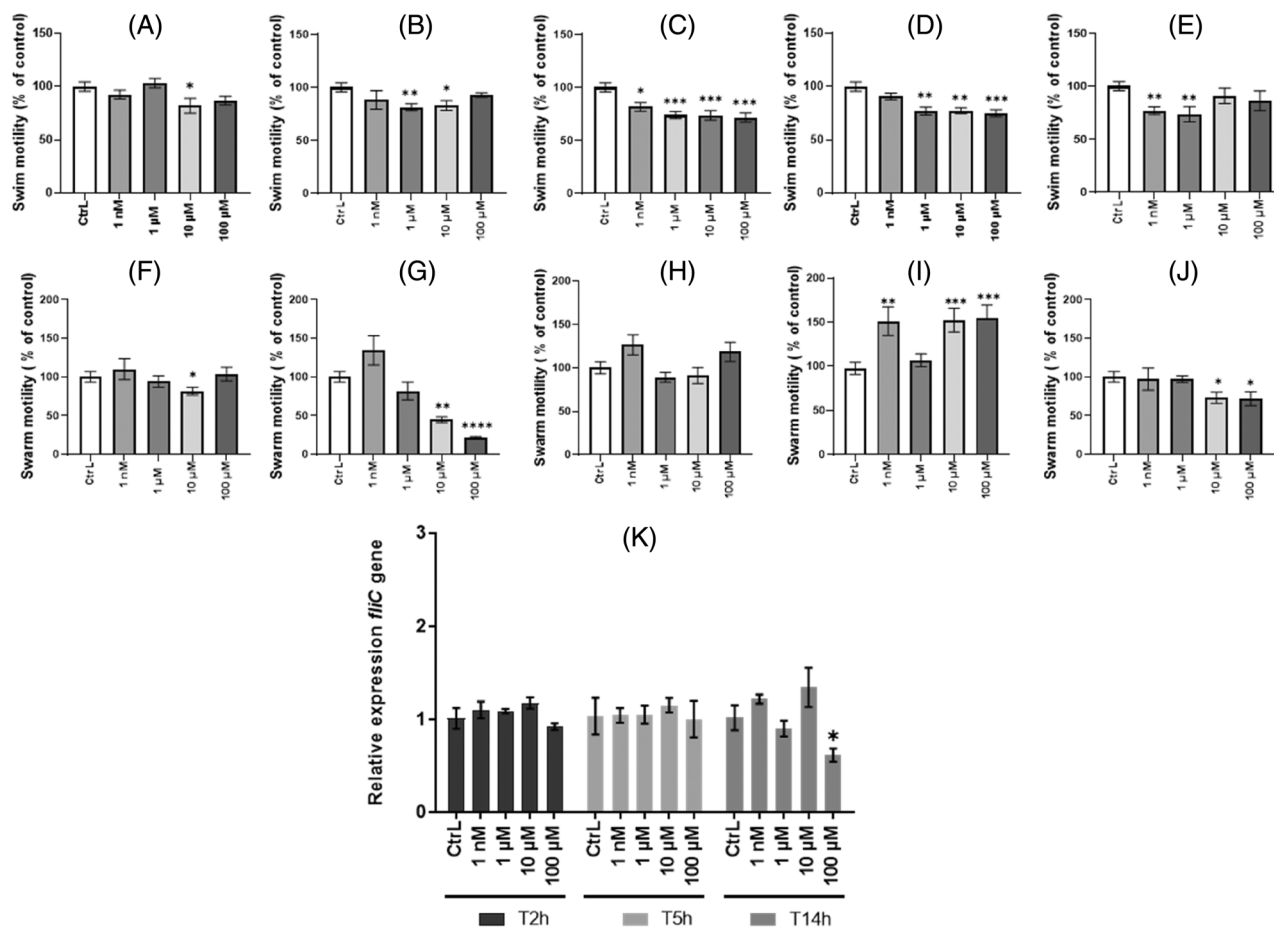 (A)
Swim motility (% of control)
150
100
50
0
*
CtrL
1 nM
1 µM
10 µM
100 µM
(B)
Swim motility (% of control)
150
100
50
0
**
*
CtrL
1 nM
1 µM
10 µM
100 µM
(C)
Swim motility (% of control)
150
100
50
0
*
***
***
***
CtrL
1 nM
1 µM
10 µM
100 µM
(D)
Swim motility (% of control)
150
100
50
0
**
**
***
CtrL
1 nM
1 µM
10 µM
100 µM
(E)
Swim motility (% of control)
150
100
50
0
**
**
CtrL
1 nM
1 µM
10 µM
100 µM
(F)
Swarm motility ( % of control)
200
150
100
50
0
*
CtrL
1 nM
1 µM
10 µM
100 µM
(G)
Swarm motility ( % of control)
200
150
100
50
0
**
****
CtrL
1 nM
1 µM
10 µM
100 µM
(H)
Swarm motility ( % of control)
200
150
100
50
0
CtrL
1 nM
1 µM
10 µM
100 µM
(I)
Swarm motility ( % of control)
200
150
100
50
0
**
***
***
CtrL
1 nM
1 µM
10 µM
100 µM
(J)
Swarm motility ( % of control)
200
150
100
50
0
*
*
CtrL
1 nM
1 µM
10 µM
100 µM
(K)
Relative expression fliC gene
3
2
1
0
*
CtrL
1 nM
1 µM
10 µM
100 µM
CtrL
1 nM
1 µM
10 µM
100 µM
CtrL
1 nM
1 µM
10 µM
100 µM
T2h
T5h
T14h